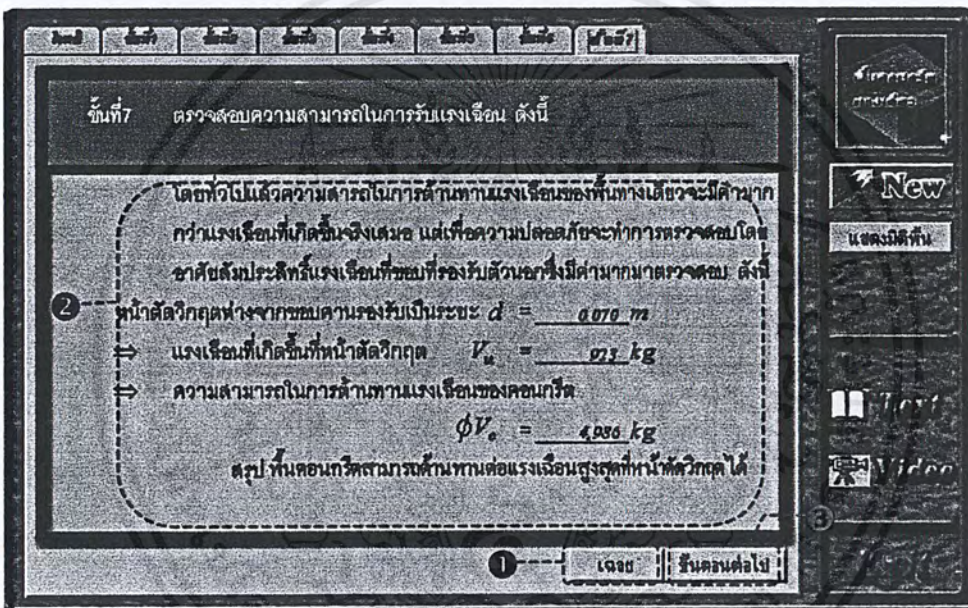 ขั้นที่7 ตรวจสอบความสามารถในการรับแรงเฉือน ดังนี้
โดยทั่วไปแล้วความสารถในการต้านทานแรงเฉือนของพื้นทางเดียวจะมีค่ามาก
กว่าแรงเฉือนที่เกิดขึ้นจริงเสมอ แต่เพื่อความปลอดภัยจะทำการตรวจสอบโดย
อาศัยสัมประสิทธิ์แรงเฉือนที่ขอบที่รองรับตัวนอกซึ่งมีค่ามากมาตรวจสอบ ดังนี้
2 หน้าตัดวิกฤตห่างจากขอบคานรองรับเป็นระยะ d = 0.070 m
⇒ แรงเฉือนที่เกิดขึ้นที่หน้าตัดวิกฤต Vu = 973 kg
⇒ ความสามารถในการต้านทานแรงเฉือนของคอนกรีต
ϕVc = 4,936 kg
สรุป พื้นคอนกรีตสามารถต้านทานต่อแรงเฉือนสูงสุดที่หน้าตัดวิกฤตได้
1 เฉลย ขั้นตอนต่อไป
New
แสดงมิติพื้น
Text
Video
3